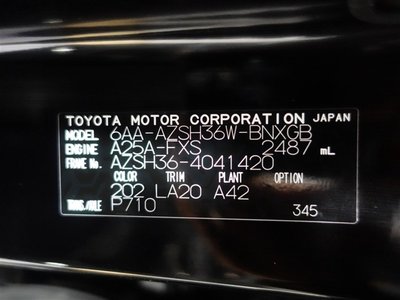 TOYOTA MOTOR CORPORATION JAPAN
MODEL 6AA-AZSH36W-BNXGB
ENGINE A25A-FXS 2487 mL
FRAME No. AZSH36-4041420
COLOR TRIM PLANT OPTION
202 LA20 A42
TRANS./AXLE P710 345